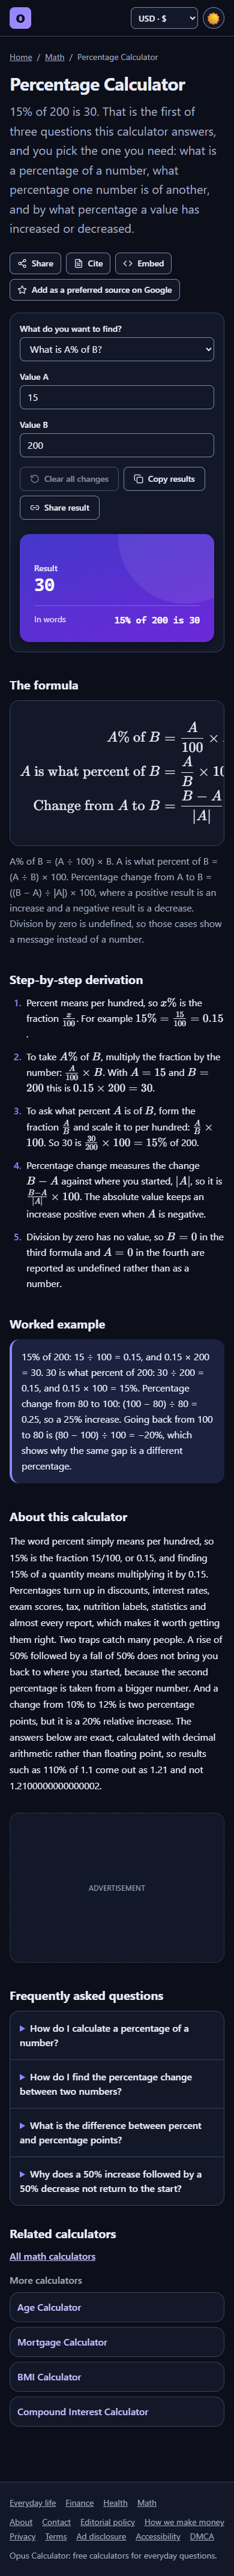 O
USD · $
Home / Math / Percentage Calculator
Percentage Calculator
15% of 200 is 30. That is the first of
three questions this calculator answers,
and you pick the one you need: what is
a percentage of a number, what
percentage one number is of another,
and by what percentage a value has
increased or decreased.
Share
Cite
Embed
Add as a preferred source on Google
What do you want to find?
What is A% of B?
Value A
15
Value B
200
Clear all changes
Copy results
Share result
Result
30
In words
15% of 200 is 30
The formula
A% of B = A/100 ×
A is what percent of B = A/B × 10
Change from A to B = B − A/|A|
A% of B = (A ÷ 100) × B. A is what percent of B =
(A ÷ B) × 100. Percentage change from A to B =
((B − A) ÷ |A|) × 100, where a positive result is an
increase and a negative result is a decrease.
Division by zero is undefined, so those cases show
a message instead of a number.
Step-by-step derivation
1. Percent means per hundred, so x% is the
fraction x/100. For example 15% = 15/100 = 0.15
.
2. To take A% of B, multiply the fraction by the
number: A/100 × B. With A = 15 and B =
200 this is 0.15 × 200 = 30.
3. To ask what percent A is of B, form the
fraction A/B and scale it to per hundred: A/B ×
100. So 30 is 30/200 × 100 = 15% of 200.
4. Percentage change measures the change
B − A against where you started, |A|, so it is
B−A/|A| × 100. The absolute value keeps an
increase positive even when A is negative.
5. Division by zero has no value, so B = 0 in the
third formula and A = 0 in the fourth are
reported as undefined rather than as a
number.
Worked example
15% of 200: 15 ÷ 100 = 0.15, and 0.15 × 200
= 30. 30 is what percent of 200: 30 ÷ 200 =
0.15, and 0.15 × 100 = 15%. Percentage
change from 80 to 100: (100 − 80) ÷ 80 =
0.25, so a 25% increase. Going back from 100
to 80 is (80 − 100) ÷ 100 = −20%, which
shows why the same gap is a different
percentage.
About this calculator
The word percent simply means per hundred, so
15% is the fraction 15/100, or 0.15, and finding
15% of a quantity means multiplying it by 0.15.
Percentages turn up in discounts, interest rates,
exam scores, tax, nutrition labels, statistics and
almost every report, which makes it worth getting
them right. Two traps catch many people. A rise of
50% followed by a fall of 50% does not bring you
back to where you started, because the second
percentage is taken from a bigger number. And a
change from 10% to 12% is two percentage
points, but it is a 20% relative increase. The
answers below are exact, calculated with decimal
arithmetic rather than floating point, so results
such as 110% of 1.1 come out as 1.21 and not
1.2100000000000002.
ADVERTISEMENT
Frequently asked questions
How do I calculate a percentage of a
number?
How do I find the percentage change
between two numbers?
What is the difference between percent
and percentage points?
Why does a 50% increase followed by a
50% decrease not return to the start?
Related calculators
All math calculators
More calculators
Age Calculator
Mortgage Calculator
BMI Calculator
Compound Interest Calculator
Everyday life Finance Health Math
About Contact Editorial policy How we make money
Privacy Terms Ad disclosure Accessibility DMCA
Opus Calculator: free calculators for everyday questions.